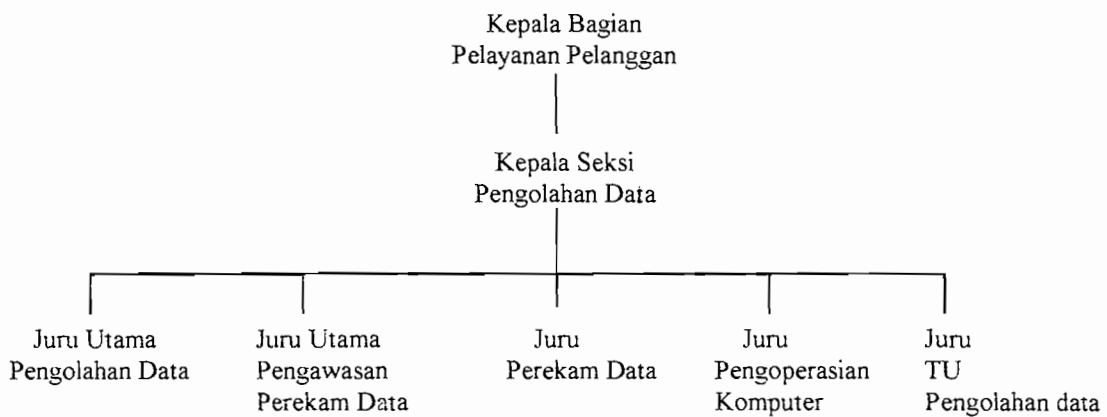 Kepala Bagian
Pelayanan Pelanggan
Kepala Seksi
Pengolahan Data
Juru Utama
Pengolahan Data
Juru Utama
Pengawasan
Perekam Data
Juru
Perekam Data
Juru
Pengoperasian
Komputer
Juru
TU
Pengolahan data